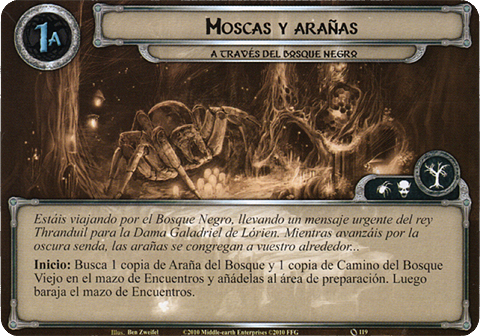 1A
Moscas y arañas
A través del Bosque Negro
Estáis viajando por el Bosque Negro, llevando un mensaje urgente del rey
Thranduil para la Dama Galadriel de Lórien. Mientras avanzáis por la
oscura senda, las arañas se congregan a vuestro alrededor...
Inicio: Busca 1 copia de Araña del Bosque y 1 copia de Camino del Bosque
Viejo en el mazo de Encuentros y añádelas al área de preparación. Luego
baraja el mazo de Encuentros.
Illus. Ben Zweifel ©2010 Middle-earth Enterprises ©2010 FFG 119